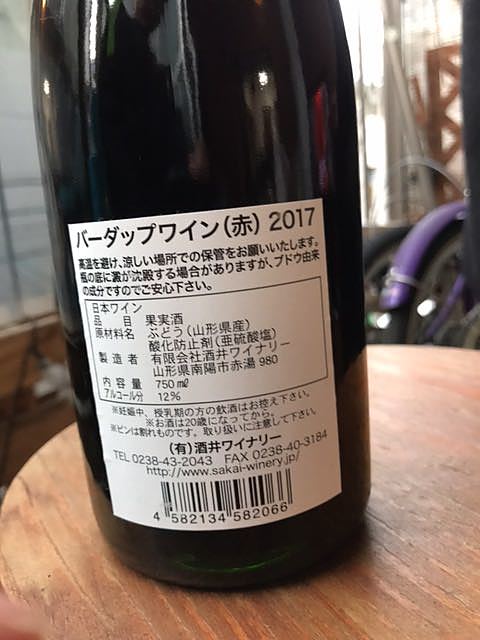 バーダップワイン(赤) 2017
高温を避け、涼しい場所での保管をお願いいたします。
瓶の底に澱が沈殿する場合がありますが、ブドウ由来
の成分ですのでご安心下さい。
日本ワイン
品 目 果実酒
原材料名 ぶどう(山形県産)
酸化防止剤(亜硫酸塩)
製 造 者 有限会社酒井ワイナリー
山形県南陽市赤湯 980
内 容 量 750㎖
アルコール分 12%
※妊娠中、授乳期の方の飲酒はお控え下さい。
※お酒は20歳になってから。
※ビンは割れものです。取り扱いに注意して下さい。
(有)酒井ワイナリー
TEL 0238-43-2043 FAX 0238-40-3184
http://www.sakai-winery.jp/
4 582134 582066